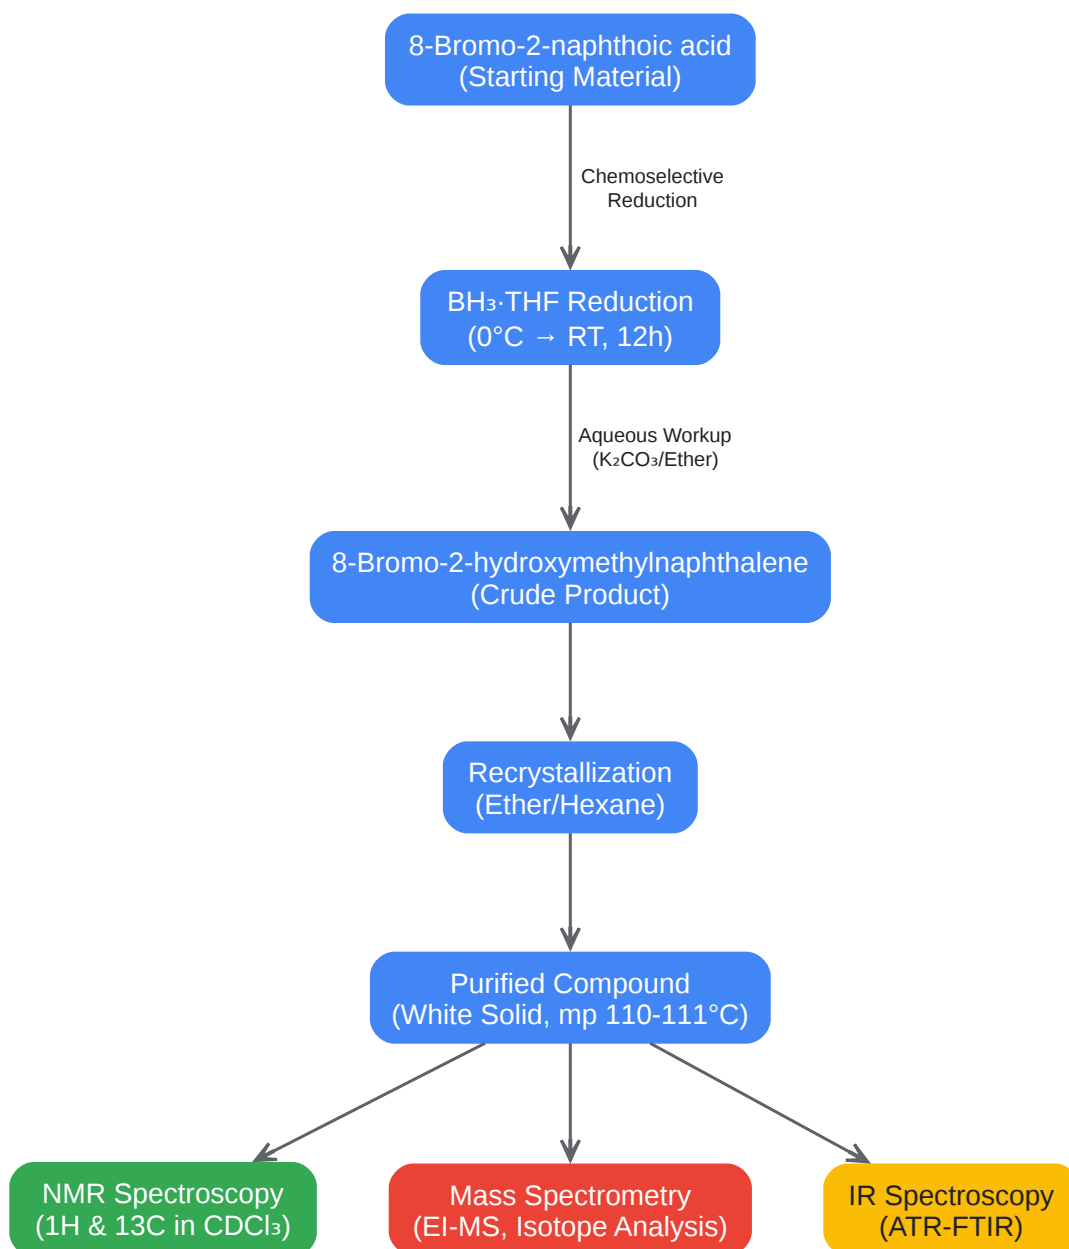 8-Bromo-2-naphthoic acid
(Starting Material)
Chemoselective
Reduction
BH₃·THF Reduction
(0°C → RT, 12h)
Aqueous Workup
(K₂CO₃/Ether)
8-Bromo-2-hydroxymethylnaphthalene
(Crude Product)
Recrystallization
(Ether/Hexane)
Purified Compound
(White Solid, mp 110-111°C)
NMR Spectroscopy
(1H & 13C in CDCl₃)
Mass Spectrometry
(EI-MS, Isotope Analysis)
IR Spectroscopy
(ATR-FTIR)